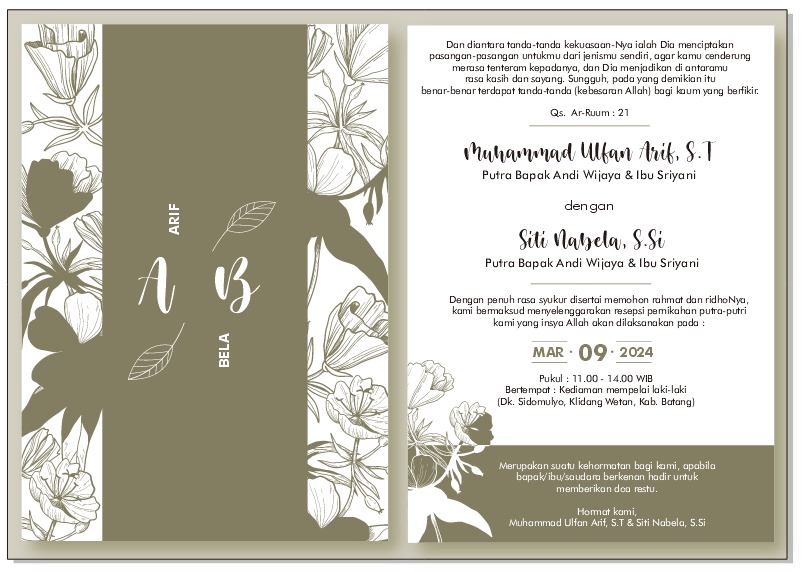 ARIF
A B
BELA
Dan diantara tanda-tanda kekuasaan-Nya ialah Dia menciptakan
pasangan-pasangan untukmu dari jenismu sendiri, agar kamu cenderung
merasa tenteram kepadanya, dan Dia menjadikan di antaramu
rasa kasih dan sayang. Sungguh, pada yang demikian itu
benar-benar terdapat tanda-tanda (kebesaran Allah) bagi kaum yang berfikir.
Qs. Ar-Ruum : 21
Muhammad Ulfan Arif, S.T
Putra Bapak Andi Wijaya & Ibu Sriyani
dengan
Siti Nabela, S.Si
Putra Bapak Andi Wijaya & Ibu Sriyani
Dengan penuh rasa syukur disertai memohon rahmat dan ridhoNya,
kami bermaksud menyelenggarakan resepsi pernikahan putra-putri
kami yang insya Allah akan dilaksanakan pada :
MAR · 09 · 2024
Pukul : 11.00 - 14.00 WIB
Bertempat : Kediaman mempelai laki-laki
(Dk. Sidomulyo, Klidang Wetan, Kab. Batang)
Merupakan suatu kehormatan bagi kami, apabila
bapak/ibu/saudara berkenan hadir untuk
memberikan doa restu.
Hormat kami,
Muhammad Ulfan Arif, S.T & Siti Nabela, S.Si